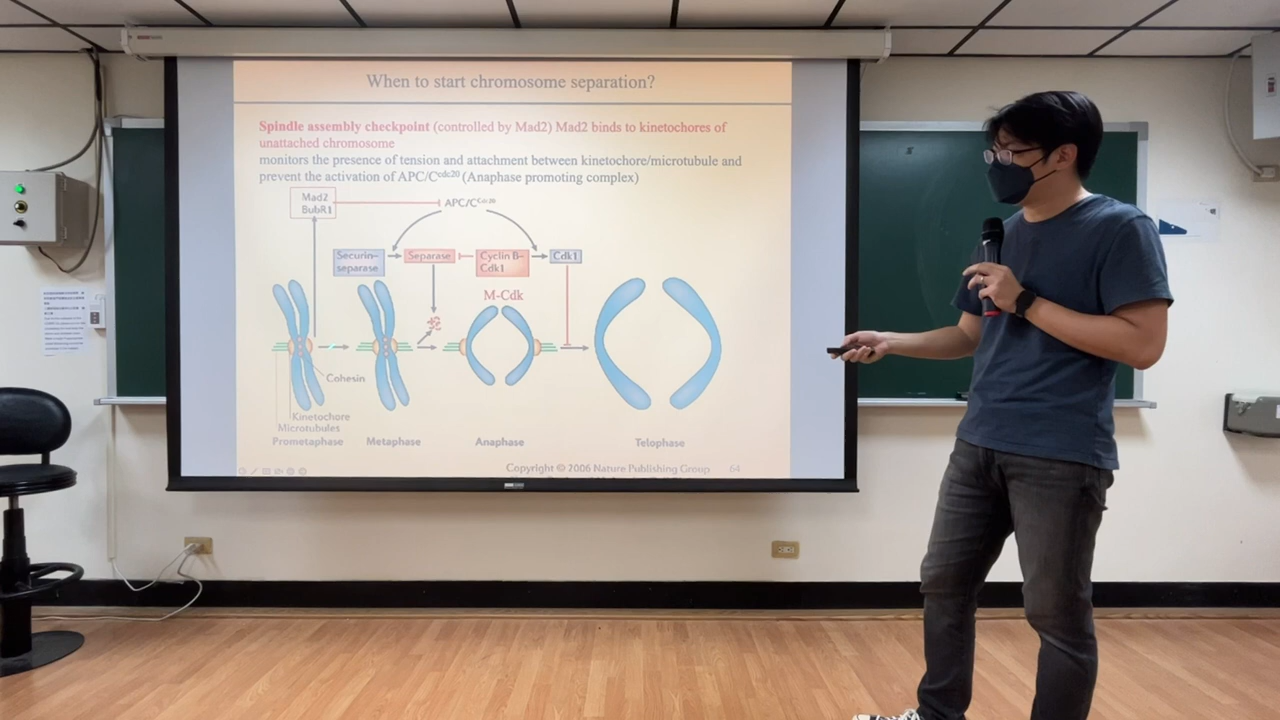 When to start chromosome separation?
Spindle assembly checkpoint (controlled by Mad2) Mad2 binds to kinetochores of
unattached chromosome
monitors the presence of tension and attachment between kinetochore/microtubule and
prevent the activation of APC/Ccdc20 (Anaphase promoting complex)
Mad2
BubR1
APC/CCdc20
Securin–
separase
Separase
Cyclin B–
Cdk1
Cdk1
M-Cdk
Cohesin
Kinetochore
Microtubules
Prometaphase
Metaphase
Anaphase
Telophase
Copyright © 2006 Nature Publishing Group
64